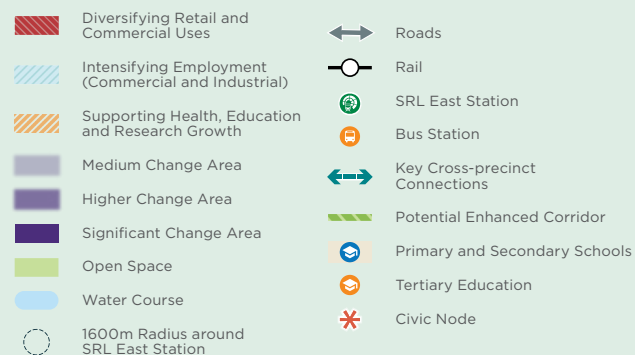 Diversifying Retail and
Commercial Uses
Intensifying Employment
(Commercial and Industrial)
Supporting Health, Education
and Research Growth
Medium Change Area
Higher Change Area
Significant Change Area
Open Space
Water Course
1600m Radius around
SRL East Station
Roads
Rail
SRL East Station
Bus Station
Key Cross-precinct
Connections
Potential Enhanced Corridor
Primary and Secondary Schools
Tertiary Education
Civic Node